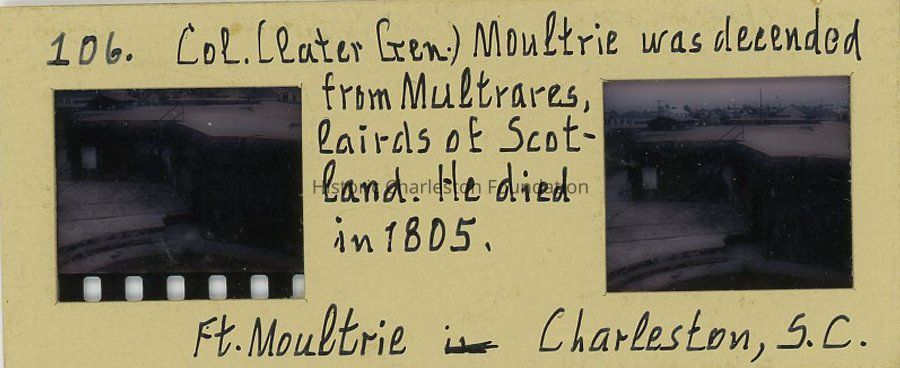 106. Col. (later Gen.) Moultrie was decended
from Multrares,
lairds of Scot-
land. He died
Historic Charleston Foundation
in 1805.
Ft. Moultrie in Charleston, S.C.